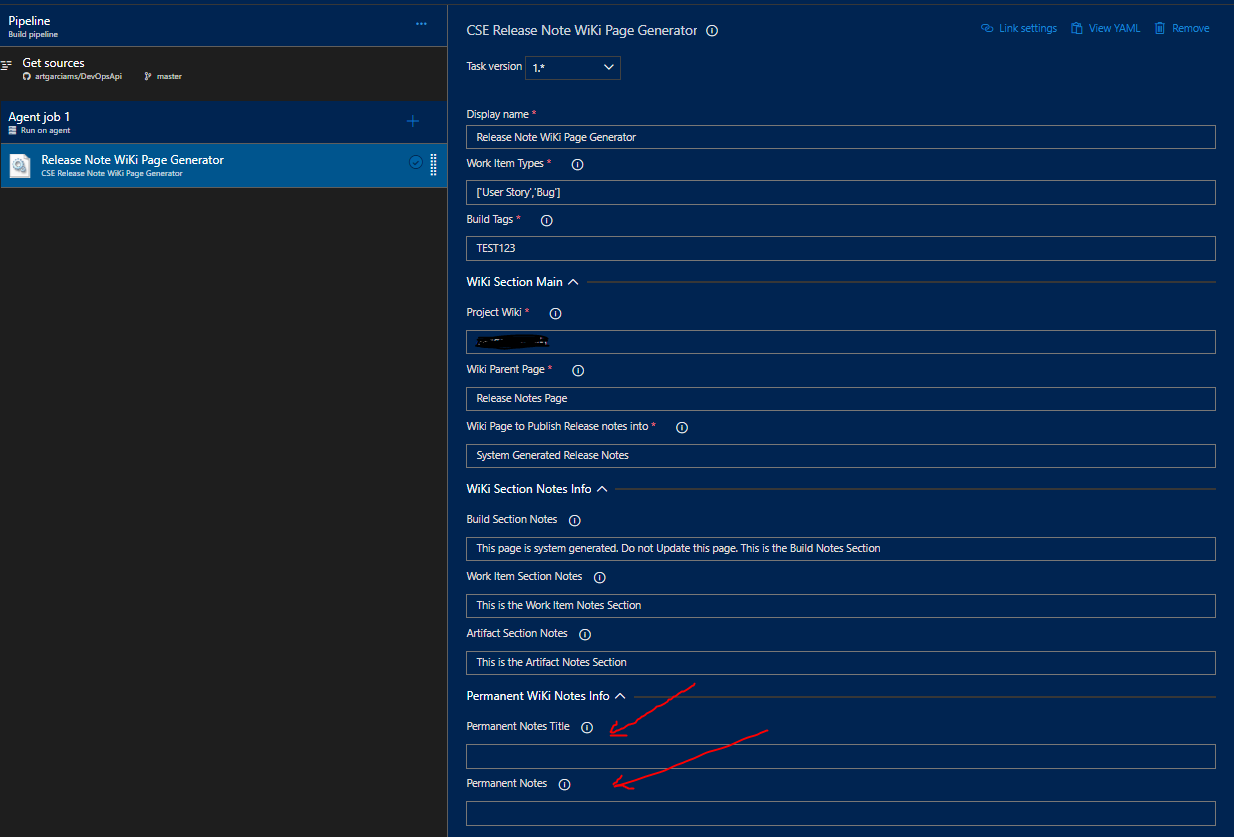 Pipeline
Build pipeline
Get sources
artgarciams/DevOpsApi master
Agent job 1
Run on agent
Release Note WiKi Page Generator
CSE Release Note WiKi Page Generator
CSE Release Note WiKi Page Generator
Link settings View YAML Remove
Task version 1.*
Display name *
Release Note WiKi Page Generator
Work Item Types *
['User Story','Bug']
Build Tags *
TEST123
WiKi Section Main
Project Wiki *
Wiki Parent Page *
Release Notes Page
Wiki Page to Publish Release notes into *
System Generated Release Notes
WiKi Section Notes Info
Build Section Notes
This page is system generated. Do not Update this page. This is the Build Notes Section
Work Item Section Notes
This is the Work Item Notes Section
Artifact Section Notes
This is the Artifact Notes Section
Permanent WiKi Notes Info
Permanent Notes Title
Permanent Notes